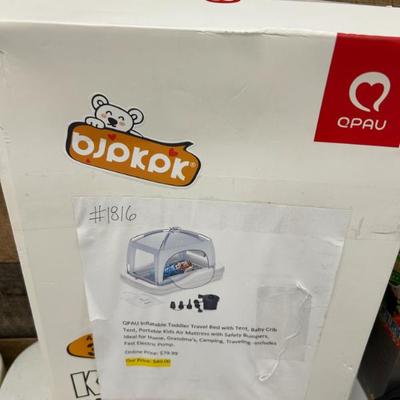 QPAU
BJPKPK®
#1816
QPAU Inflatable Toddler Travel Bed with Tent, Baby Crib
Tent, Portable Kids Air Mattress with Safety Bumpers,
Ideal for Home, Grandma's, Camping, Traveling -includes
Fast Electric Pump.
Online Price: $79.99
Our Price: $40.00